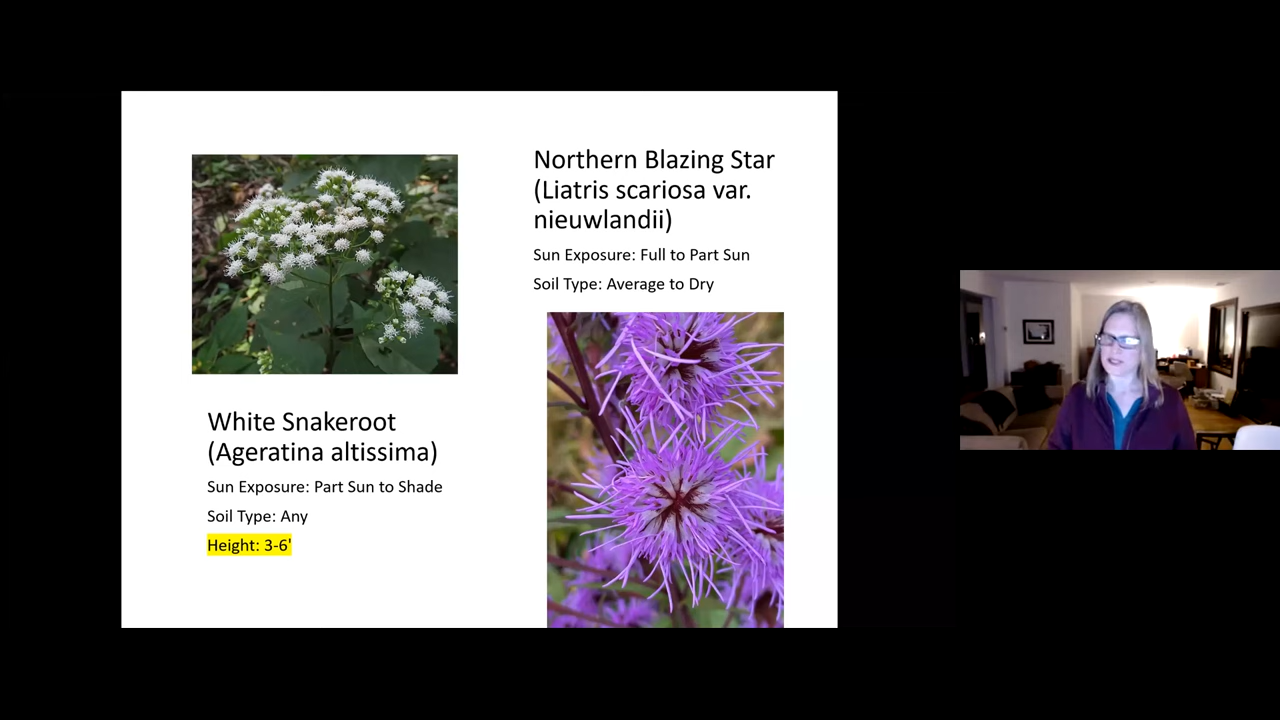 White Snakeroot
(Ageratina altissima)
Sun Exposure: Part Sun to Shade
Soil Type: Any
Height: 3-6'
Northern Blazing Star
(Liatris scariosa var.
nieuwlandii)
Sun Exposure: Full to Part Sun
Soil Type: Average to Dry